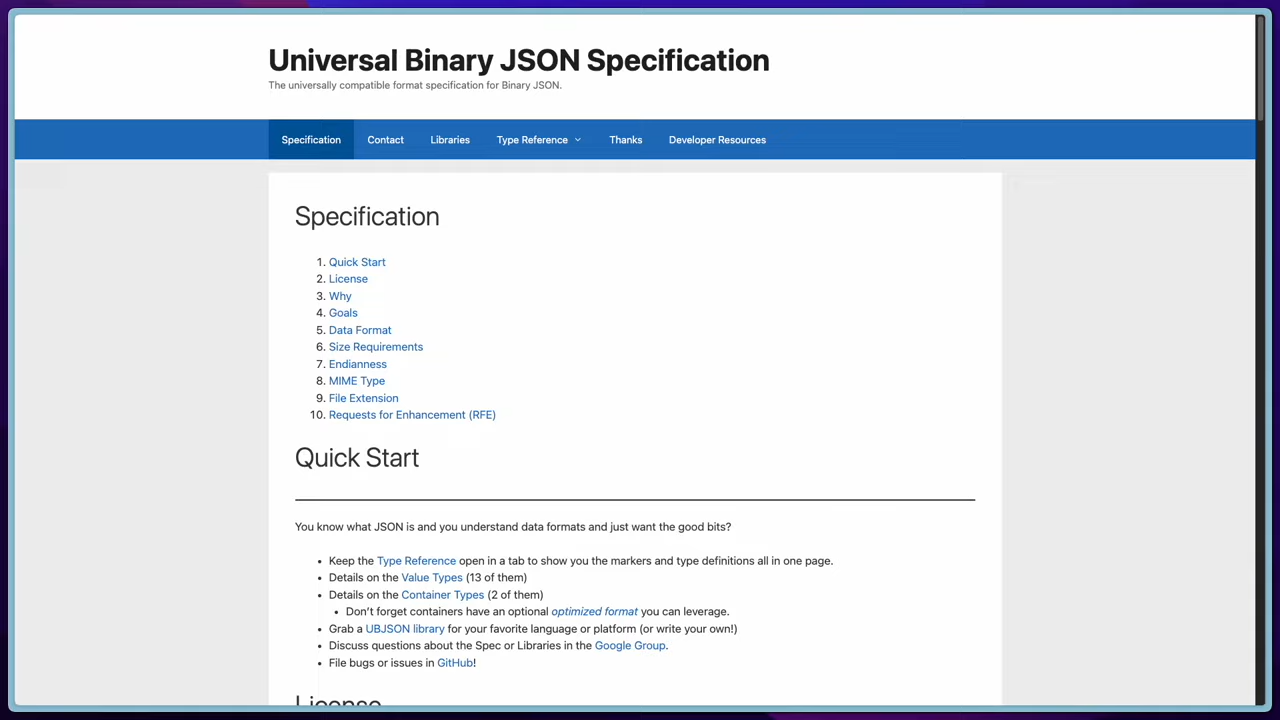 Universal Binary JSON Specification
The universally compatible format specification for Binary JSON.
Specification Contact Libraries Type Reference Thanks Developer Resources
Specification
1. Quick Start
2. License
3. Why
4. Goals
5. Data Format
6. Size Requirements
7. Endianness
8. MIME Type
9. File Extension
10. Requests for Enhancement (RFE)
Quick Start
You know what JSON is and you understand data formats and just want the good bits?
• Keep the Type Reference open in a tab to show you the markers and type definitions all in one page.
• Details on the Value Types (13 of them)
• Details on the Container Types (2 of them)
• Don't forget containers have an optional optimized format you can leverage.
• Grab a UBJSON library for your favorite language or platform (or write your own!)
• Discuss questions about the Spec or Libraries in the Google Group.
• File bugs or issues in GitHub!
License